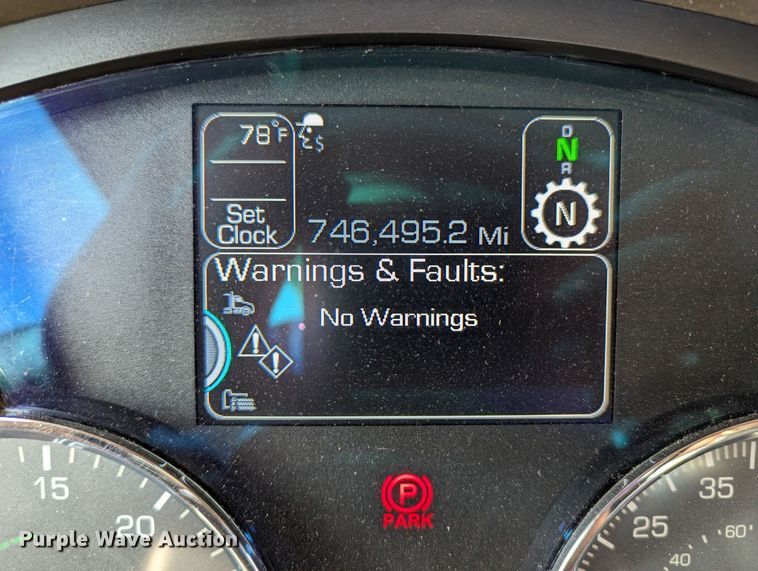 78°F
$
D
N
R
N
Set
Clock
746,495.2 Mi
Warnings & Faults:
No Warnings
P
PARK
15
20
25
35
40
60
Purple Wave Auction